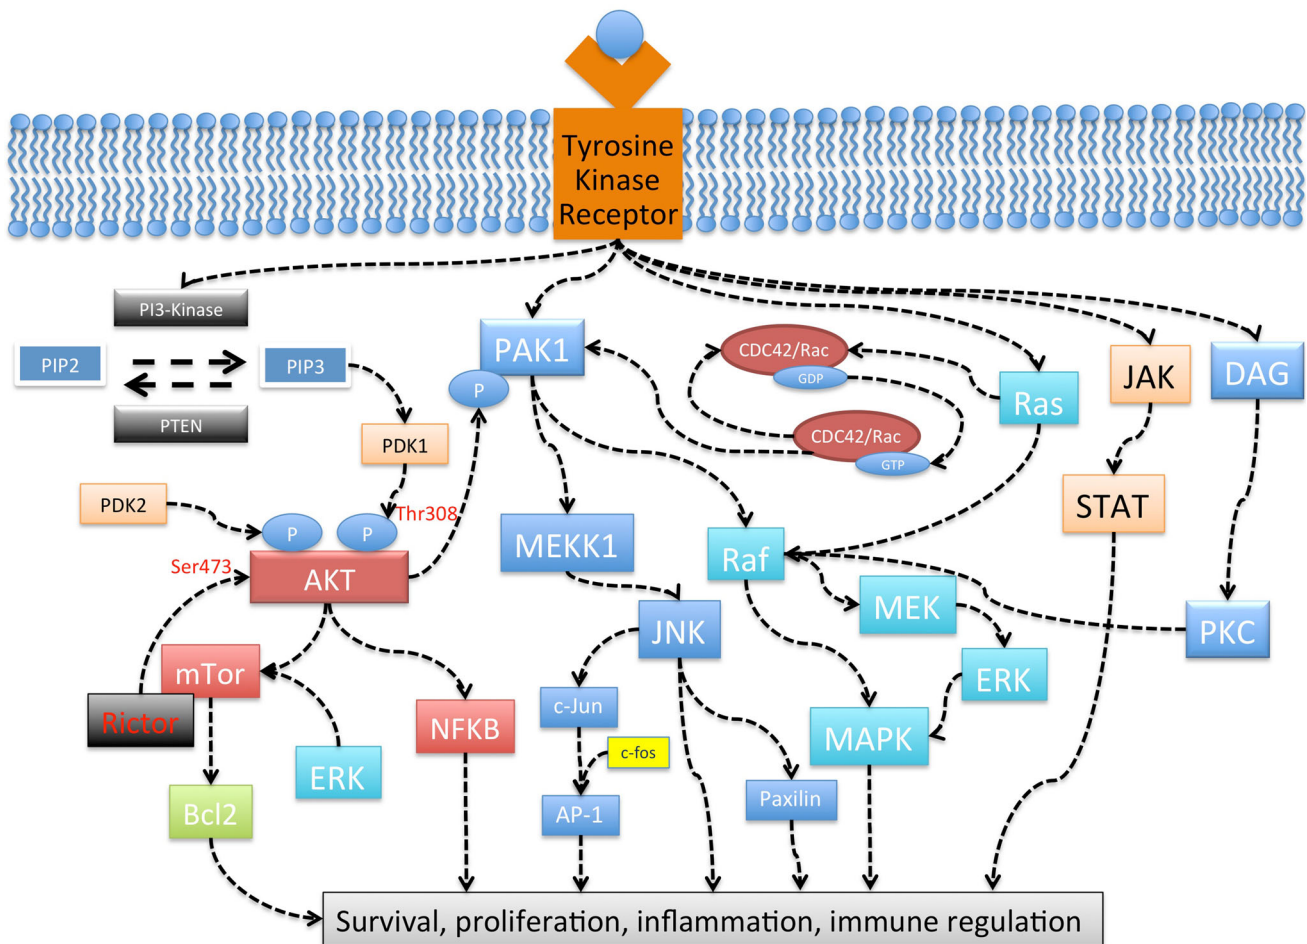 Tyrosine
Kinase
Receptor
PI3-Kinase
PIP2
PIP3
PTEN
PAK1
P
CDC42/Rac
GDP
CDC42/Rac
GTP
Ras
JAK
DAG
PDK1
PDK2
P
P
Thr308
Ser473
AKT
MEKK1
Raf
STAT
MEK
JNK
PKC
mTor
Rictor
ERK
NFKB
c-Jun
c-fos
AP-1
ERK
MAPK
Paxilin
Bcl2
Survival, proliferation, inflammation, immune regulation